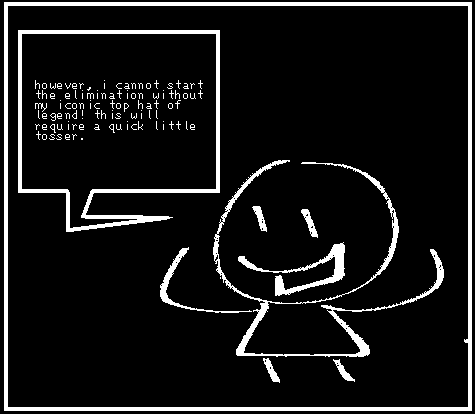 however, i cannot start
the elimination without
my iconic top hat of
legend! this will
require a quick little
tosser.